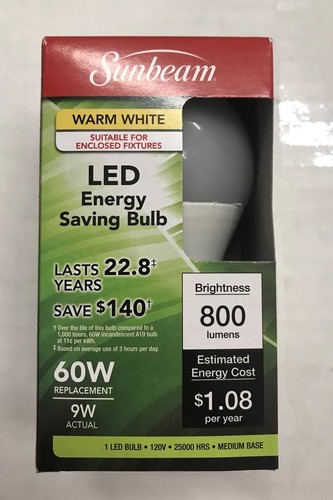 Sunbeam
WARM WHITE
SUITABLE FOR
ENCLOSED FIXTURES
LED
Energy
Saving Bulb
LASTS 22.8‡
YEARS
SAVE $140†
† Over the life of this bulb compared to a
1,000 hours, 60W incandescent A19 bulb
at 11¢ per kWh.
‡ Based on average use of 3 hours per day.
60W
REPLACEMENT
9W
ACTUAL
Brightness
800
lumens
Estimated
Energy Cost
$1.08
per year
1 LED BULB • 120V • 25000 HRS • MEDIUM BASE